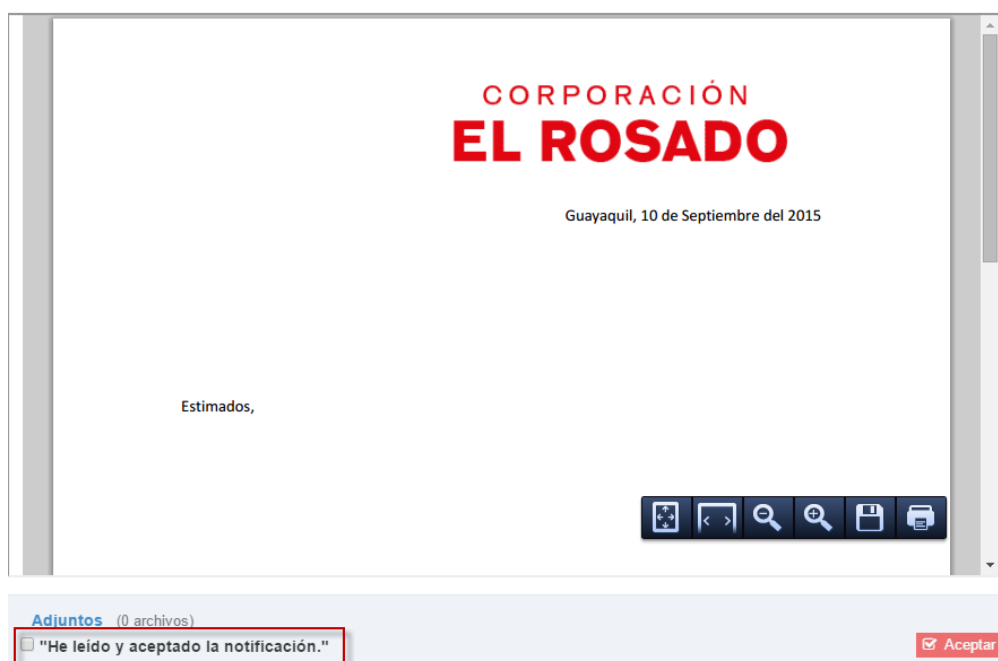 CORPORACIÓN
EL ROSADO
Guayaquil, 10 de Septiembre del 2015
Estimados,
Adjuntos (0 archivos)
"He leído y aceptado la notificación."
Aceptar